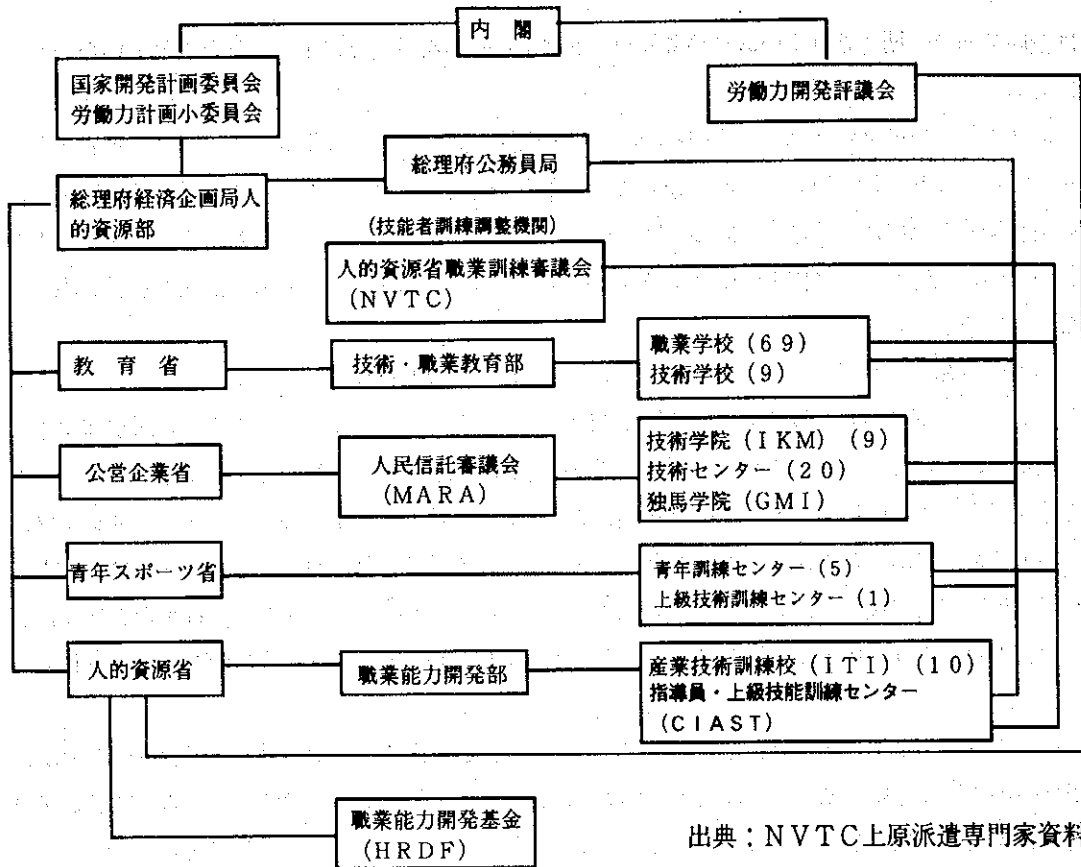 内閣
国家開発計画委員会
労働力計画小委員会
労働力開発評議会
総理府公務員局
総理府経済企画局人
的資源部
(技能者訓練調整機関)
人的資源省職業訓練審議会
(NVTC)
教育省
技術・職業教育部
職業学校(69)
技術学校(9)
公営企業省
人民信託審議会
(MARA)
技術学院(IKM)(9)
技術センター(20)
独馬学院(GMI)
青年スポーツ省
青年訓練センター(5)
上級技術訓練センター(1)
人的資源省
職業能力開発部
産業技術訓練校(ITI)(10)
指導員・上級技能訓練センター
(CIAST)
職業能力開発基金
(HRDF)
出典:NVTC上原派遣専門家資料